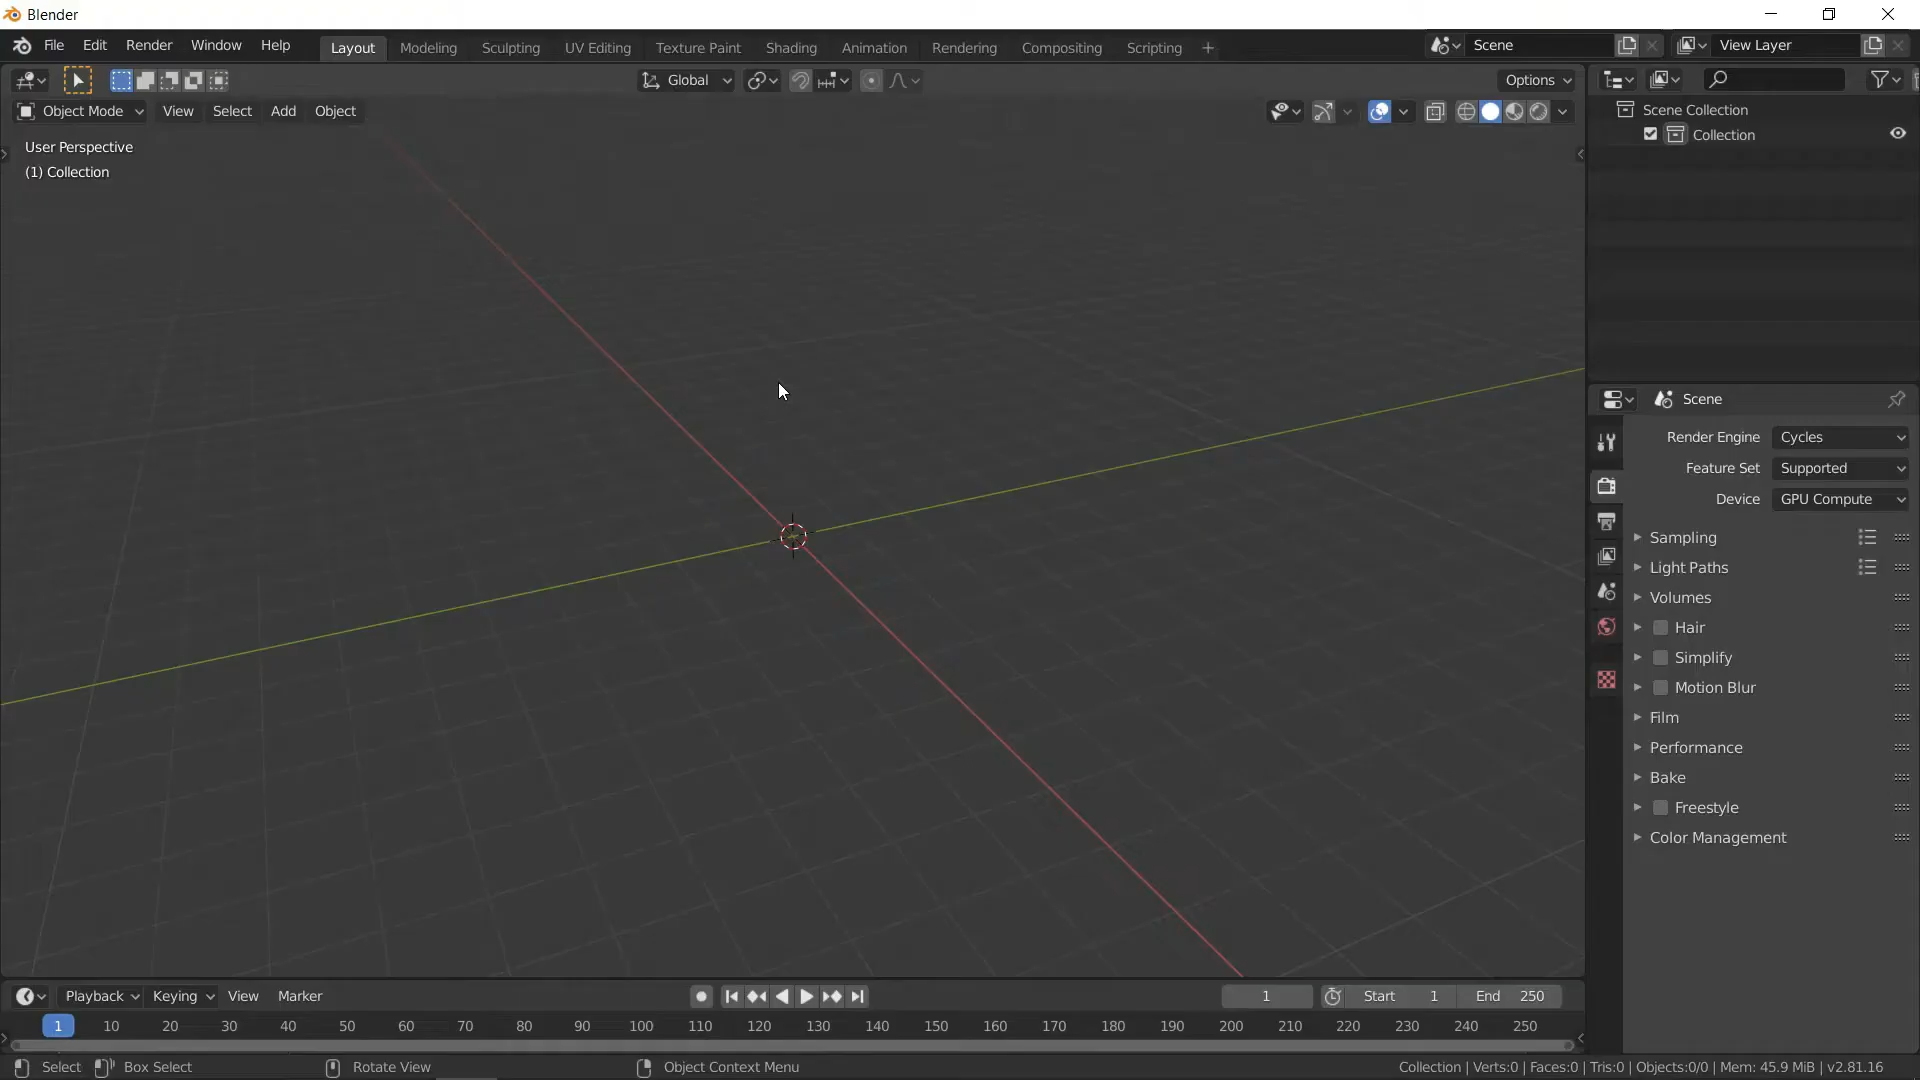 Blender
File Edit Render Window Help Layout Modeling Sculpting UV Editing Texture Paint Shading Animation Rendering Compositing Scripting + Scene View Layer
Global Options
Object Mode View Select Add Object
User Perspective
(1) Collection
Scene Collection
Collection
Scene
Render Engine Cycles
Feature Set Supported
Device GPU Compute
Sampling
Light Paths
Volumes
Hair
Simplify
Motion Blur
Film
Performance
Bake
Freestyle
Color Management
Playback Keying View Marker 1 Start 1 End 250
1 10 20 30 40 50 60 70 80 90 100 110 120 130 140 150 160 170 180 190 200 210 220 230 240 250
Select Box Select Rotate View Object Context Menu Collection | Verts:0 | Faces:0 | Tris:0 | Objects:0/0 | Mem: 45.9 MiB | v2.81.16